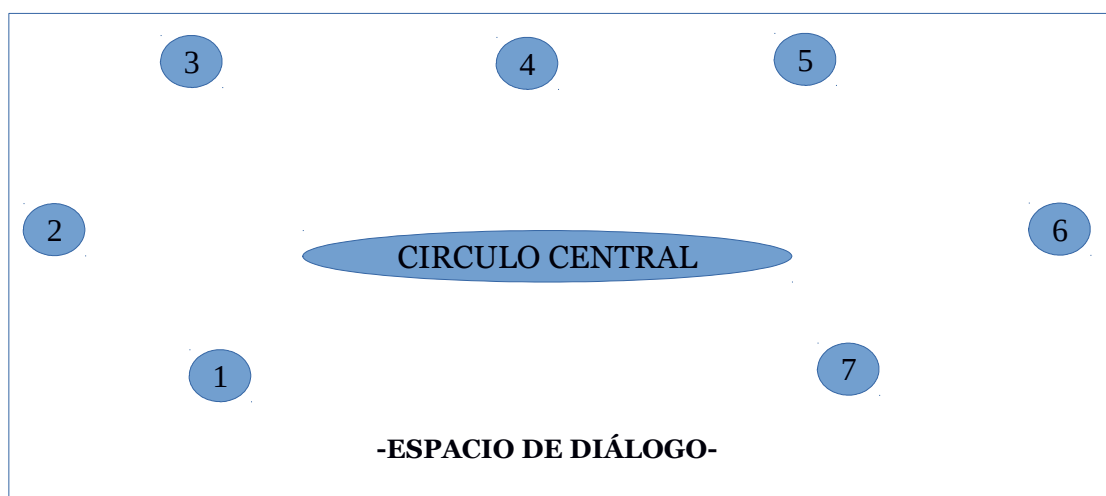 3 4 5
2 6
CIRCULO CENTRAL
1 7
-ESPACIO DE DIÁLOGO-